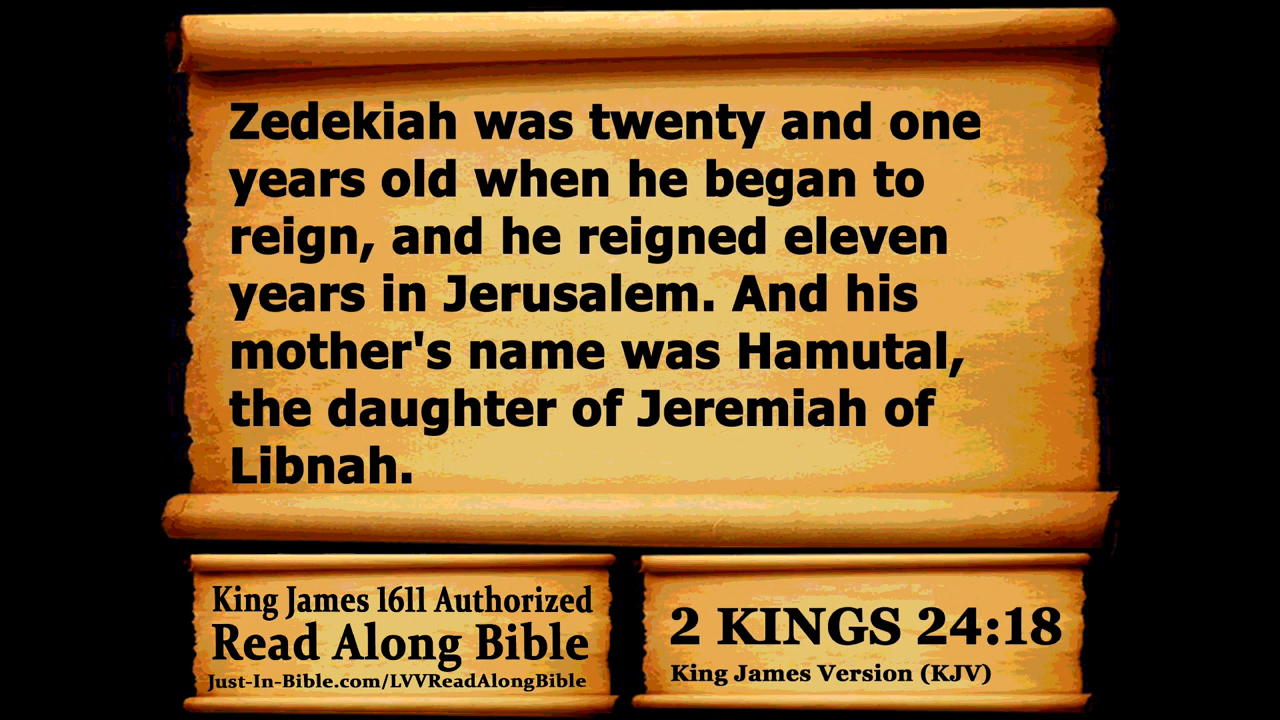 Zedekiah was twenty and one
years old when he began to
reign, and he reigned eleven
years in Jerusalem. And his
mother's name was Hamutal,
the daughter of Jeremiah of
Libnah.
King James 1611 Authorized
Read Along Bible
Just-In-Bible.com/LVVReadAlongBible
2 KINGS 24:18
King James Version (KJV)